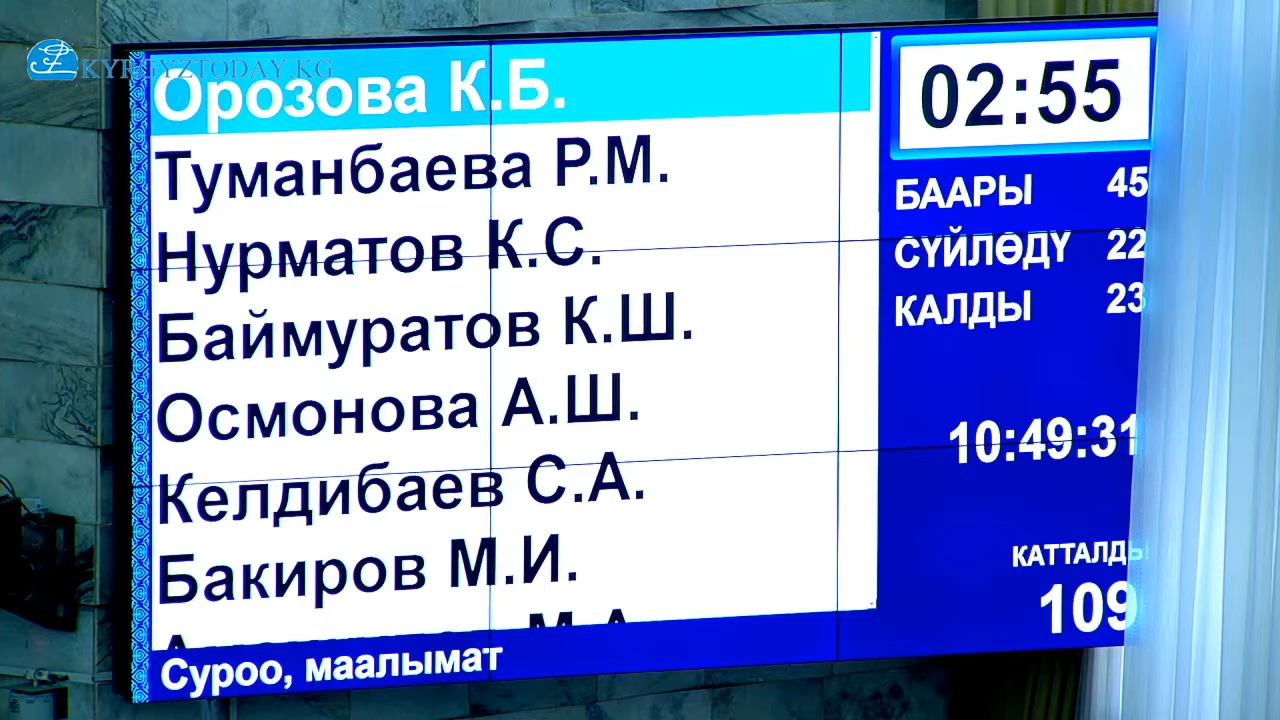 KYRGYZTODAY.KG
Орозова К.Б.
Туманбаева Р.М.
Нурматов К.С.
Баймуратов К.Ш.
Осмонова А.Ш.
Келдибаев С.А.
Бакиров М.И.
Суроо, маалымат
02:55
БААРЫ 45
СҮЙЛӨДҮ 22
КАЛДЫ 23
10:49:31
КАТТАЛДЫ
109